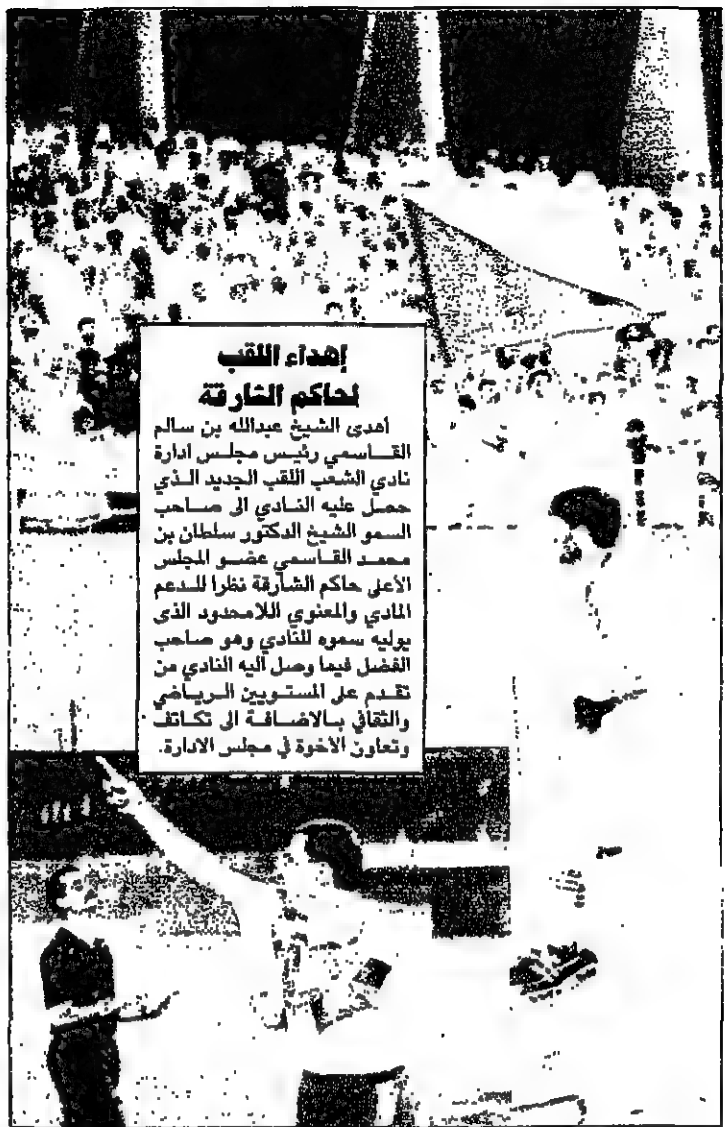 إهداء اللقب
لحاكم الشارقة
أهدى الشيخ عبدالله بن سالم
القاسمي رئيس مجلس ادارة
نادي الشعب اللقب الجديد الذي
حصل عليه النادي الى صاحب
السمو الشيخ الدكتور سلطان بن
محمد القاسمي عضو المجلس
الأعلى حاكم الشارقة نظرا للدعم
المادي والمعنوي اللامحدود الذى
يوليه سموه للنادي وهو صاحب
الفضل فيما وصل اليه النادي من
تقدم على المستويين الرياضي
والثقافي بالاضافة الى تكاتف
وتعاون الأخوة في مجلس الادارة.